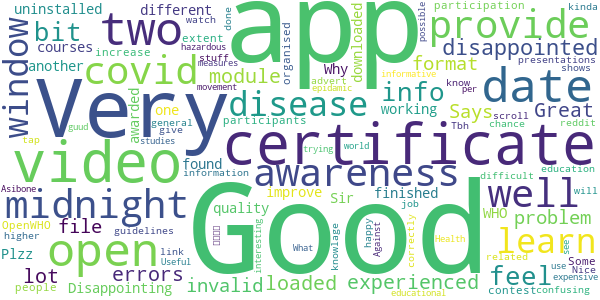 uninstalled
different
watch
done
app
downloaded
participation
kinda
possible
provide
bit
two
extent
hazardous
organised
courses
increase
stuff
measures
Why
format
disappointed
presentations
window
another
covid
module
movement
advert
epidemic
informative
know
per
shows
Very
awarded
one
general
give
disease
info
working
date
Says
Great
participants
Tbh
scroll
chance
reddit
guud
studies
certificate
tap
found
information
trying
world
difficult
education
will
video
awareness
well
Asibone
improve
Sir
finished
job
midnight
quality
Good
What
knowlage
happy
Against
correctly
WHO
problem
OpenWHO
file
guidelines
higher
open
link
Useful
interesting
Health
learn
related
see
Plzz
errors
lot
loaded
experienced
feel
Some
Nice
use
expensive
people
Disappointing
invalid
educational
contest
confusing